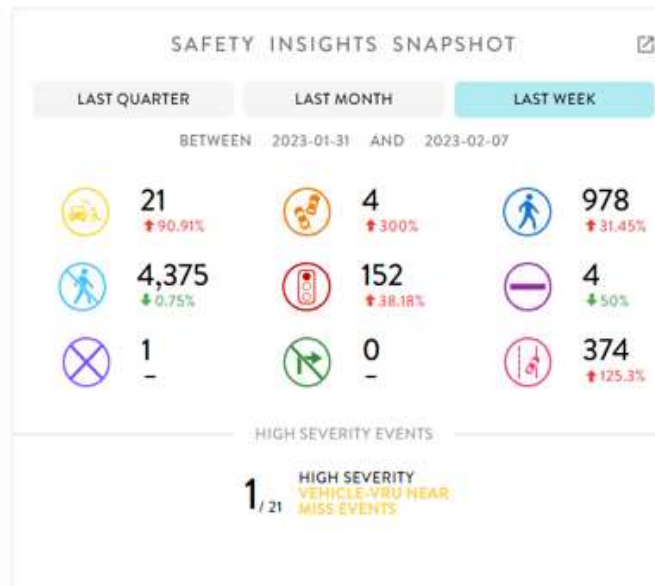 SAFETY INSIGHTS SNAPSHOT
LAST QUARTER LAST MONTH LAST WEEK
BETWEEN 2023-01-31 AND 2023-02-07
21 4 978
↑90.91% ↑300% ↑31.45%
4,375 152 4
↓0.75% ↑38.18% ↓50%
1 0 374
– – ↑125.3%
HIGH SEVERITY EVENTS
1/ 21 HIGH SEVERITY
VEHICLE-VRU NEAR
MISS EVENTS